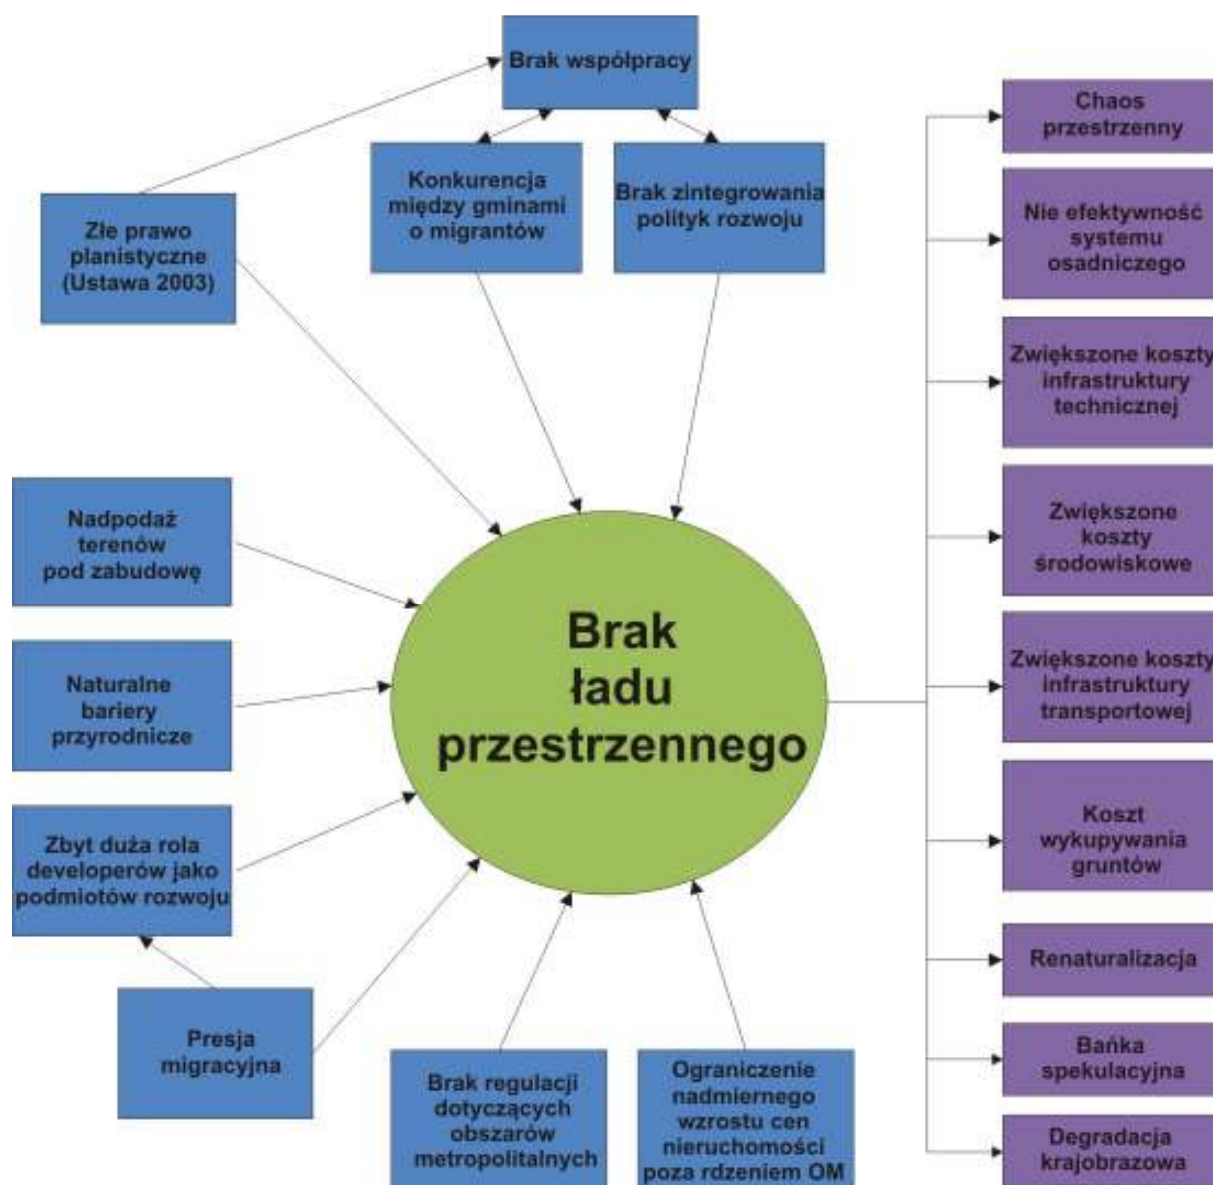 Brak współpracy
Konkurencja
między gminami
o migrantów
Brak zintegrowania
polityk rozwoju
Złe prawo
planistyczne
(Ustawa 2003)
Nadpodaż
terenów
pod zabudowę
Naturalne
bariery
przyrodnicze
Zbyt duża rola
developerów jako
podmiotów rozwoju
Presja
migracyjna
Brak regulacji
dotyczących
obszarów
metropolitalnych
Ograniczenie
nadmiernego
wzrostu cen
nieruchomości
poza rdzeniem OM
Brak
ładu
przestrzennego
Chaos
przestrzenny
Nie efektywność
systemu
osadniczego
Zwiększone koszty
infrastruktury
technicznej
Zwiększone
koszty
środowiskowe
Zwiększone koszty
infrastruktury
transportowej
Koszt
wykupywania
gruntów
Renaturalizacja
Bańka
spekulacyjna
Degradacja
krajobrazowa